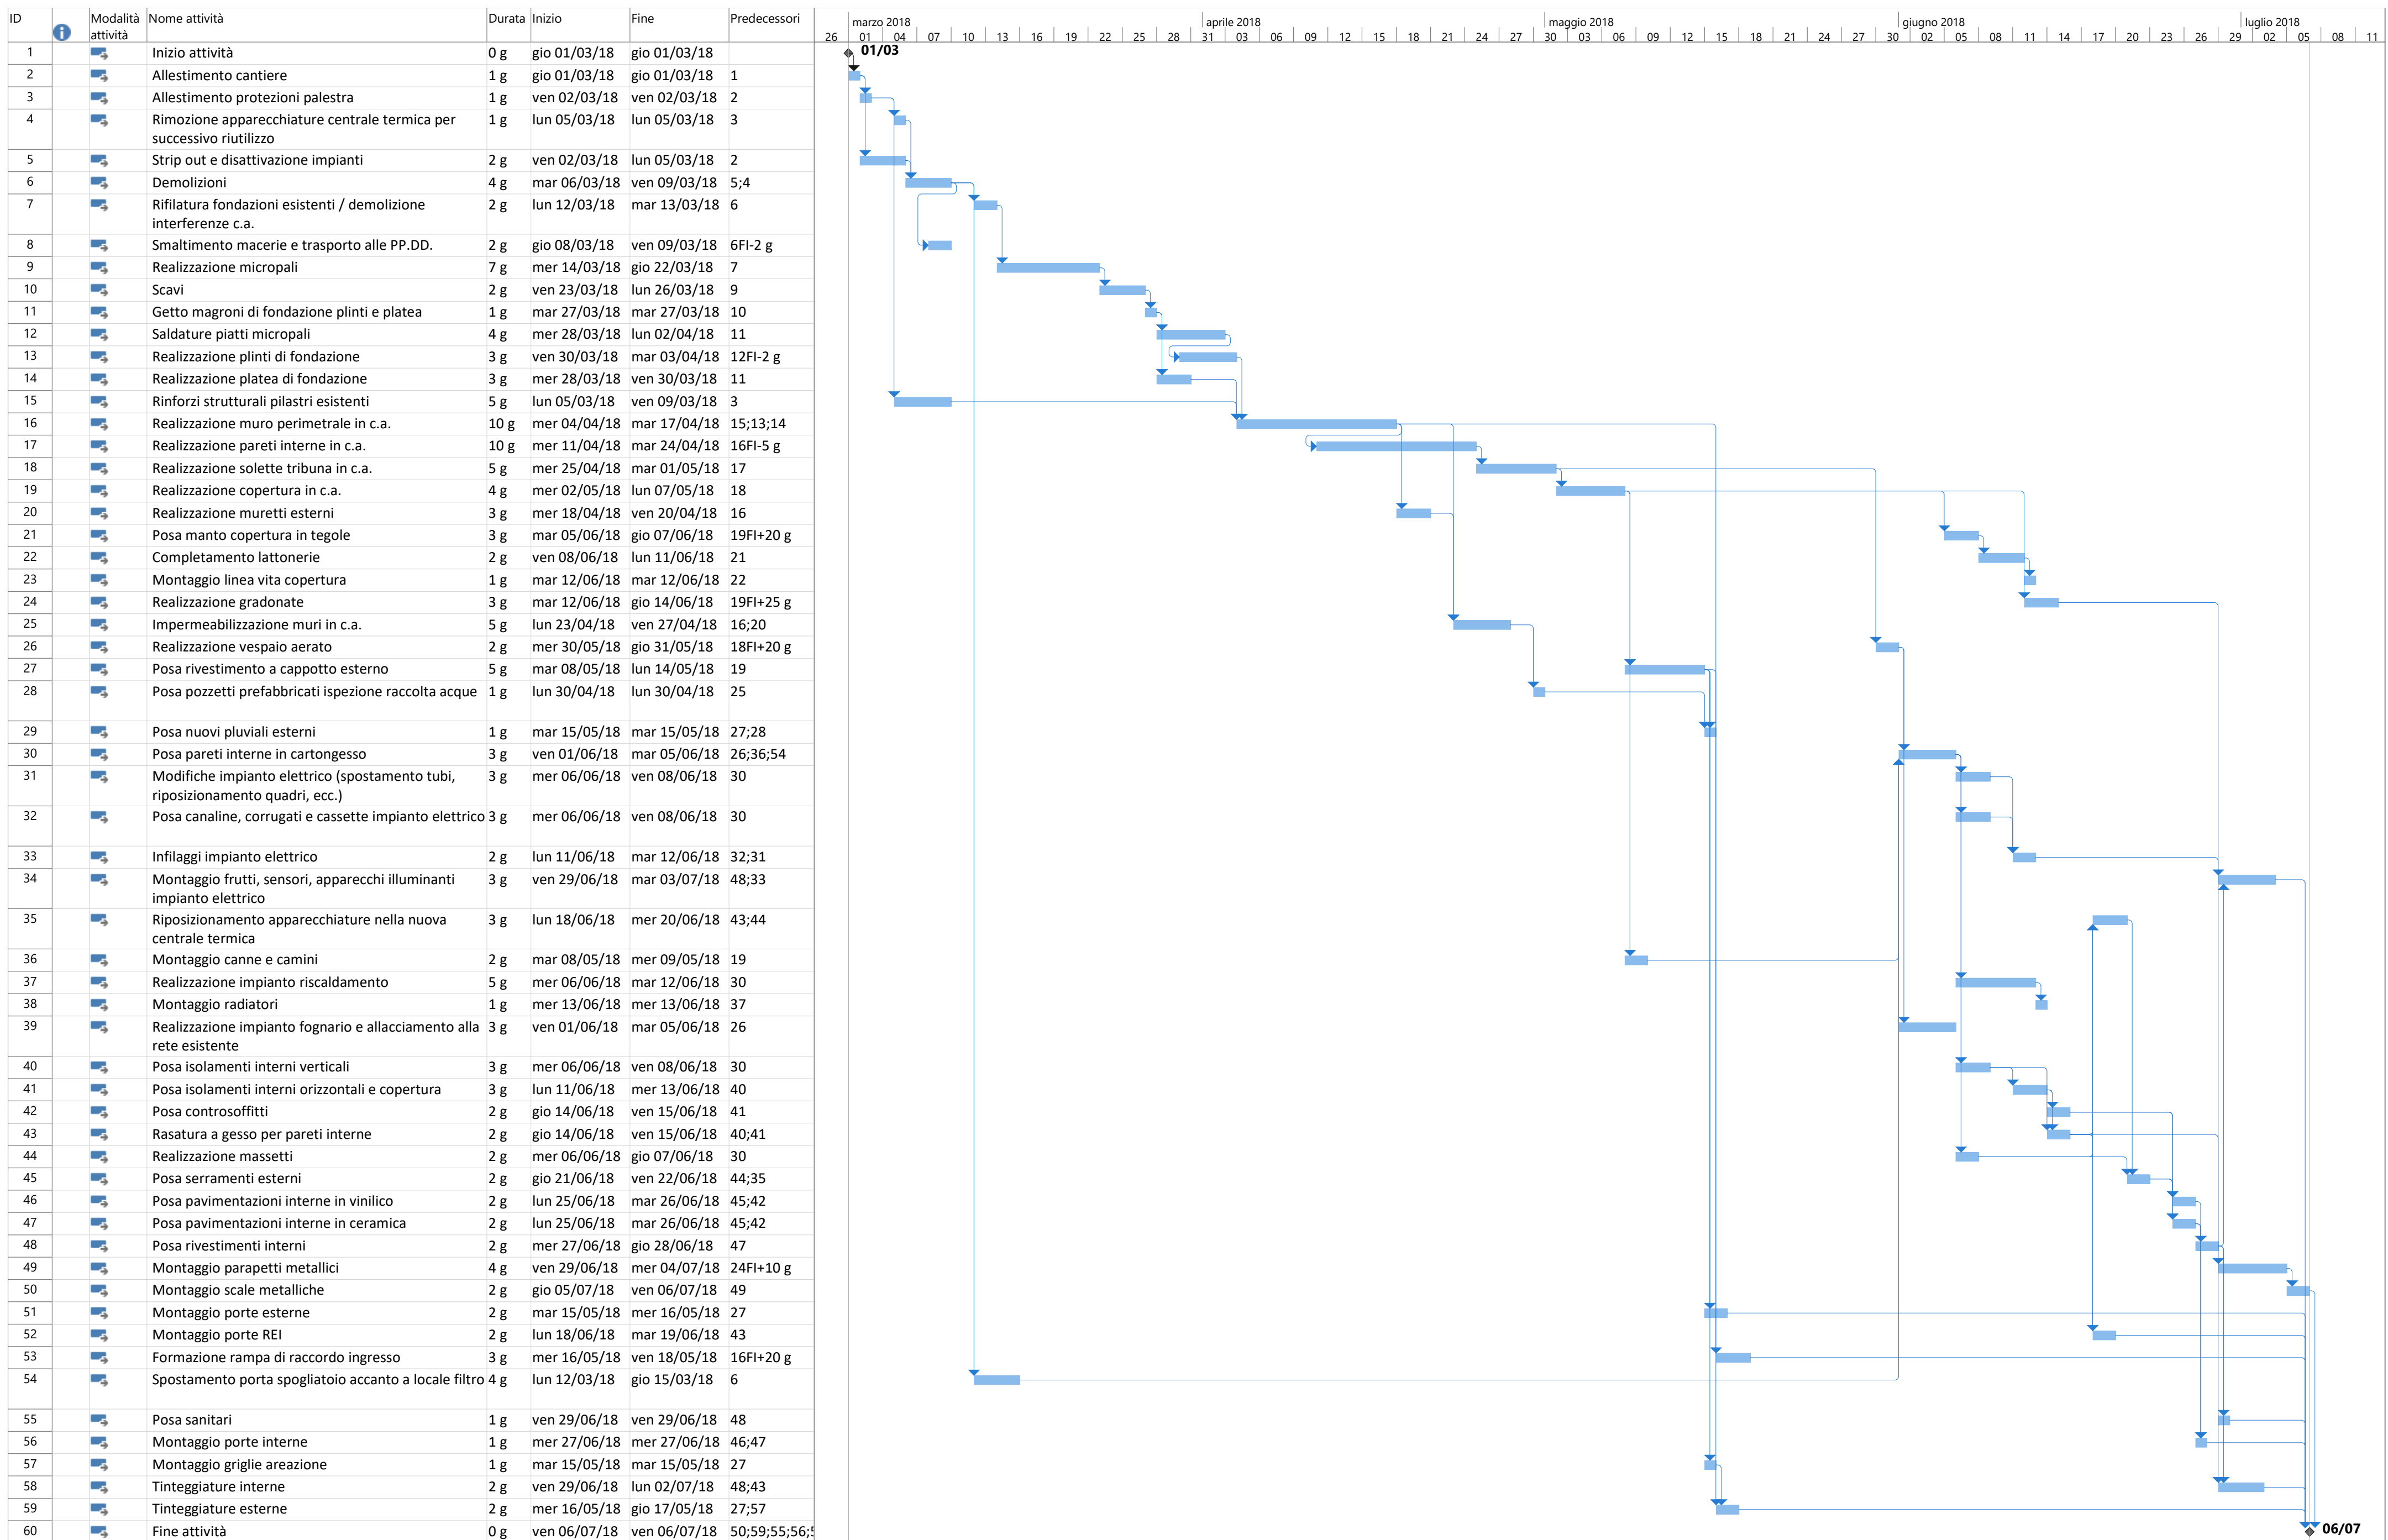 ID Modalità attività Nome attività Durata Inizio Fine Predecessori
marzo 2018 aprile 2018 maggio 2018 giugno 2018 luglio 2018
26 01 04 07 10 13 16 19 22 25 28 31 03 06 09 12 15 18 21 24 27 30 03 06 09 12 15 18 21 24 27 30 02 05 08 11 14 17 20 23 26 29 02 05 08 11
1 Inizio attività 0 g gio 01/03/18 gio 01/03/18
01/03
2 Allestimento cantiere 1 g gio 01/03/18 gio 01/03/18 1
3 Allestimento protezioni palestra 1 g ven 02/03/18 ven 02/03/18 2
4 Rimozione apparecchiature centrale termica per 1 g lun 05/03/18 lun 05/03/18 3
successivo riutilizzo
5 Strip out e disattivazione impianti 2 g ven 02/03/18 lun 05/03/18 2
6 Demolizioni 4 g mar 06/03/18 ven 09/03/18 5;4
7 Rifilatura fondazioni esistenti / demolizione 2 g lun 12/03/18 mar 13/03/18 6
interferenze c.a.
8 Smaltimento macerie e trasporto alle PP.DD. 2 g gio 08/03/18 ven 09/03/18 6FI-2 g
9 Realizzazione micropali 7 g mer 14/03/18 gio 22/03/18 7
10 Scavi 2 g ven 23/03/18 lun 26/03/18 9
11 Getto magroni di fondazione plinti e platea 1 g mar 27/03/18 mar 27/03/18 10
12 Saldature piatti micropali 4 g mer 28/03/18 lun 02/04/18 11
13 Realizzazione plinti di fondazione 3 g ven 30/03/18 mar 03/04/18 12FI-2 g
14 Realizzazione platea di fondazione 3 g mer 28/03/18 ven 30/03/18 11
15 Rinforzi strutturali pilastri esistenti 5 g lun 05/03/18 ven 09/03/18 3
16 Realizzazione muro perimetrale in c.a. 10 g mer 04/04/18 mar 17/04/18 15;13;14
17 Realizzazione pareti interne in c.a. 10 g mer 11/04/18 mar 24/04/18 16FI-5 g
18 Realizzazione solette tribuna in c.a. 5 g mer 25/04/18 mar 01/05/18 17
19 Realizzazione copertura in c.a. 4 g mer 02/05/18 lun 07/05/18 18
20 Realizzazione muretti esterni 3 g mer 18/04/18 ven 20/04/18 16
21 Posa manto copertura in tegole 3 g mar 05/06/18 gio 07/06/18 19FI+20 g
22 Completamento lattonerie 2 g ven 08/06/18 lun 11/06/18 21
23 Montaggio linea vita copertura 1 g mar 12/06/18 mar 12/06/18 22
24 Realizzazione gradonate 3 g mar 12/06/18 gio 14/06/18 19FI+25 g
25 Impermeabilizzazione muri in c.a. 5 g lun 23/04/18 ven 27/04/18 16;20
26 Realizzazione vespaio aerato 2 g mer 30/05/18 gio 31/05/18 18FI+20 g
27 Posa rivestimento a cappotto esterno 5 g mar 08/05/18 lun 14/05/18 19
28 Posa pozzetti prefabbricati ispezione raccolta acque 1 g lun 30/04/18 lun 30/04/18 25
29 Posa nuovi pluviali esterni 1 g mar 15/05/18 mar 15/05/18 27;28
30 Posa pareti interne in cartongesso 3 g ven 01/06/18 mar 05/06/18 26;36;54
31 Modifiche impianto elettrico (spostamento tubi, 3 g mer 06/06/18 ven 08/06/18 30
riposizionamento quadri, ecc.)
32 Posa canaline, corrugati e cassette impianto elettrico 3 g mer 06/06/18 ven 08/06/18 30
33 Infilaggi impianto elettrico 2 g lun 11/06/18 mar 12/06/18 32;31
34 Montaggio frutti, sensori, apparecchi illuminanti 3 g ven 29/06/18 mar 03/07/18 48;33
impianto elettrico
35 Riposizionamento apparecchiature nella nuova 3 g lun 18/06/18 mer 20/06/18 43;44
centrale termica
36 Montaggio canne e camini 2 g mar 08/05/18 mer 09/05/18 19
37 Realizzazione impianto riscaldamento 5 g mer 06/06/18 mar 12/06/18 30
38 Montaggio radiatori 1 g mer 13/06/18 mer 13/06/18 37
39 Realizzazione impianto fognario e allacciamento alla 3 g ven 01/06/18 mar 05/06/18 26
rete esistente
40 Posa isolamenti interni verticali 3 g mer 06/06/18 ven 08/06/18 30
41 Posa isolamenti interni orizzontali e copertura 3 g lun 11/06/18 mer 13/06/18 40
42 Posa controsoffitti 2 g gio 14/06/18 ven 15/06/18 41
43 Rasatura a gesso per pareti interne 2 g gio 14/06/18 ven 15/06/18 40;41
44 Realizzazione massetti 2 g mer 06/06/18 gio 07/06/18 30
45 Posa serramenti esterni 2 g gio 21/06/18 ven 22/06/18 44;35
46 Posa pavimentazioni interne in vinilico 2 g lun 25/06/18 mar 26/06/18 45;42
47 Posa pavimentazioni interne in ceramica 2 g lun 25/06/18 mar 26/06/18 45;42
48 Posa rivestimenti interni 2 g mer 27/06/18 gio 28/06/18 47
49 Montaggio parapetti metallici 4 g ven 29/06/18 mer 04/07/18 24FI+10 g
50 Montaggio scale metalliche 2 g gio 05/07/18 ven 06/07/18 49
51 Montaggio porte esterne 2 g mar 15/05/18 mer 16/05/18 27
52 Montaggio porte REI 2 g lun 18/06/18 mar 19/06/18 43
53 Formazione rampa di raccordo ingresso 3 g mer 16/05/18 ven 18/05/18 16FI+20 g
54 Spostamento porta spogliatoio accanto a locale filtro 4 g lun 12/03/18 gio 15/03/18 6
55 Posa sanitari 1 g ven 29/06/18 ven 29/06/18 48
56 Montaggio porte interne 1 g mer 27/06/18 mer 27/06/18 46;47
57 Montaggio griglie areazione 1 g mar 15/05/18 mar 15/05/18 27
58 Tinteggiature interne 2 g ven 29/06/18 lun 02/07/18 48;43
59 Tinteggiature esterne 2 g mer 16/05/18 gio 17/05/18 27;57
60 Fine attività 0 g ven 06/07/18 ven 06/07/18 50;59;55;56;
06/07